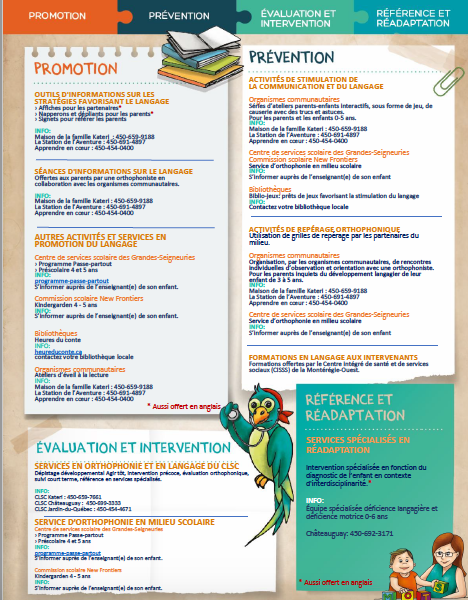 PROMOTION
PRÉVENTION
ÉVALUATION ET
INTERVENTION
RÉFÉRENCE ET
RÉADAPTATION
PROMOTION
OUTILS D'INFORMATIONS SUR LES
STRATÉGIES FAVORISANT LE LANGAGE
› Affiches pour les partenaires*
› Napperons et dépliants pour les parents*
› Signets pour référer les parents
INFO:
Maison de la famille Kateri : 450-659-9188
La Station de l'Aventure : 450-691-4897
Apprendre en cœur : 450-454-0400
SÉANCES D'INFORMATIONS SUR LE LANGAGE
Offertes aux parents par une orthophoniste en
collaboration avec les organismes communautaires.
INFO:
Maison de la famille Kateri : 450-659-9188
La Station de l'Aventure : 450-691-4897
Apprendre en cœur : 450-454-0400
AUTRES ACTIVITÉS ET SERVICES EN
PROMOTION DU LANGAGE
Centre de services scolaire des Grandes-Seigneuries
› Programme Passe-partout
› Préscolaire 4 et 5 ans
INFO:
programme-passe-partout
S'informer auprès de l'enseignant(e) de son enfant.
Commission scolaire New Frontiers
Kindergarden 4 - 5 ans
INFO:
S'informer auprès de l'enseignant(e) de son enfant.
Bibliothèques
Heures du conte
INFO:
heureduconte.ca
contactez votre bibliothèque locale
Organismes communautaires
Ateliers d'éveil à la lecture
INFO:
Maison de la famille Kateri : 450-659-9188
La Station de l'Aventure : 450-691-4897
Apprendre en cœur : 450-454-0400
* Aussi offert en anglais
PRÉVENTION
ACTIVITÉS DE STIMULATION DE
LA COMMUNICATION ET DU LANGAGE
Organismes communautaires
Séries d'ateliers parents-enfants interactifs, sous forme de jeu, de
causerie avec des trucs et astuces.
Pour les parents et les enfants 0-5 ans.
INFO:
Maison de la famille Kateri : 450-659-9188
La Station de l'Aventure : 450-691-4897
Apprendre en cœur : 450-454-0400
Centre de services scolaire des Grandes-Seigneuries
Commission scolaire New Frontiers
Service d'orthophonie en milieu scolaire
INFO:
S'informer auprès de l'enseignant(e) de son enfant
Bibliothèques
Biblio-jeux: prêts de jeux favorisant la stimulation du langage
INFO:
Contactez votre bibliothèque locale
ACTIVITÉS DE REPÉRAGE ORTHOPHONIQUE
Utilisation de grilles de repérage par les partenaires du
milieu.
Organismes communautaires
Organisation, par les organismes communautaires, de rencontres
individuelles d'observation et orientation avec une orthophoniste.
Pour les parents inquiets du développement langagier de leur
enfant de 3 à 5 ans.
INFO:
Maison de la famille Kateri : 450-659-9188
La Station de l'Aventure : 450-691-4897
Apprendre en cœur : 450-454-0400
Centre de services scolaire des Grandes-Seigneuries
Service d'orthophonie en milieu scolaire
INFO:
S'informer auprès de l'enseignant(e) de son enfant
FORMATIONS EN LANGAGE AUX INTERVENANTS
Formations offertes par le Centre intégré de santé et de services
sociaux (CISSS) de la Montérégie-Ouest.
ÉVALUATION ET INTERVENTION
SERVICES EN ORTHOPHONIE ET EN LANGAGE DU CLSC
Dépistage développemental Agir tôt, intervention précoce, évaluation orthophonique,
suivi court terme, référence en services spécialisés.
INFO:
CLSC Kateri : 450-659-7661
CLSC Châteauguay : 450-699-3333
CLSC Jardin-du-Québec : 450-454-4671
SERVICE D'ORTHOPHONIE EN MILIEU SCOLAIRE
Centre de services scolaire des Grandes-Seigneuries
› Programme Passe-partout
› Préscolaire 4 et 5 ans
INFO:
programme-passe-partout
S'informer auprès de l'enseignant(e) de son enfant.
Commission scolaire New Frontiers
Kindergarden 4 - 5 ans
INFO:
S'informer auprès de l'enseignant(e) de son enfant.
RÉFÉRENCE ET
RÉADAPTATION
SERVICES SPÉCIALISÉS EN
RÉADAPTATION
Intervention spécialisée en fonction du
diagnostic de l'enfant en contexte
d'interdisciplinarité.*
INFO:
Équipe spécialisée déficience langagière et
déficience motrice 0-6 ans
Châteauguay: 450-692-3171
* Aussi offert en anglais